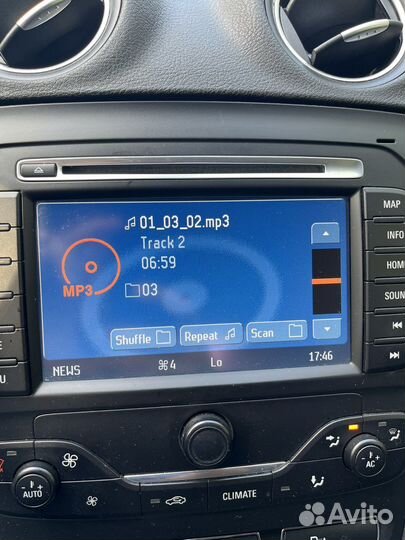 01_03_02.mp3
Track 2
06:59
MP3
03
Shuffle
Repeat
Scan
NEWS
4
Lo
17:46
MAP
INFO
AUTO
CLIMATE
AC
Avito